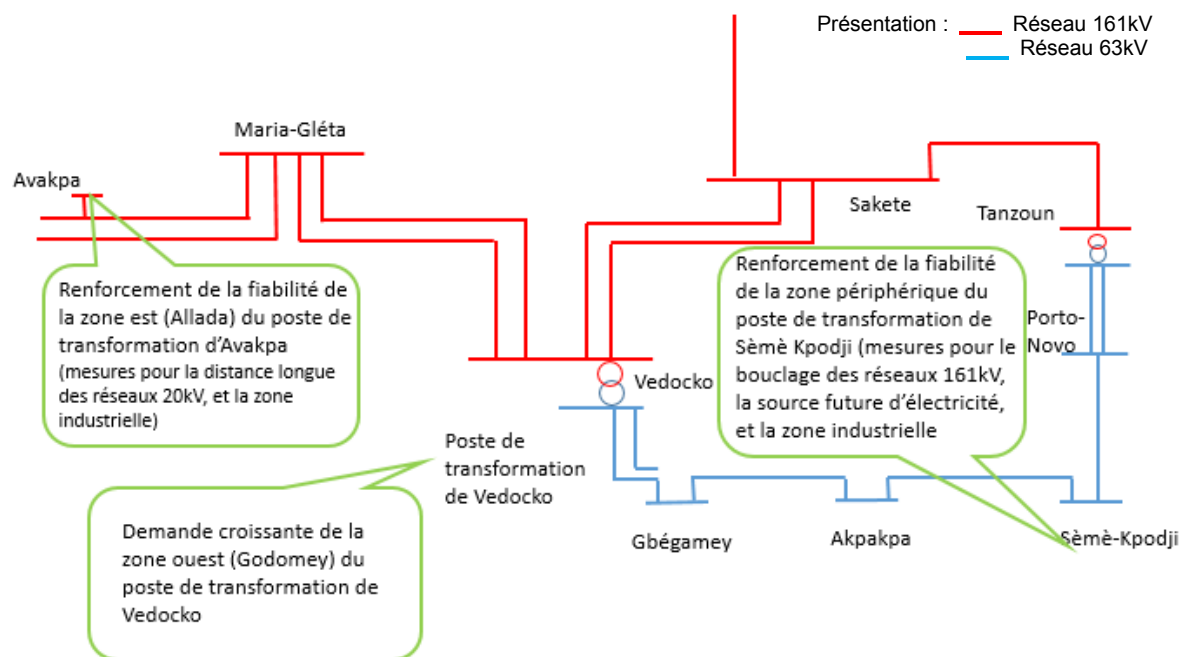 Présentation : Réseau 161kV
Réseau 63kV
Maria-Gléta
Avakpa
Sakete
Tanzoun
Renforcement de la fiabilité de
la zone est (Allada) du poste de
transformation d'Avakpa
(mesures pour la distance longue
des réseaux 20kV, et la zone
industrielle)
Renforcement de la fiabilité
de la zone périphérique du
poste de transformation de
Sèmè Kpodji (mesures pour le
bouclage des réseaux 161kV,
la source future d'électricité,
et la zone industrielle
Porto-
Novo
Vedocko
Poste de
transformation
de Vedocko
Demande croissante de la
zone ouest (Godomey) du
poste de transformation de
Vedocko
Gbégamey
Akpakpa
Sèmè-Kpodji